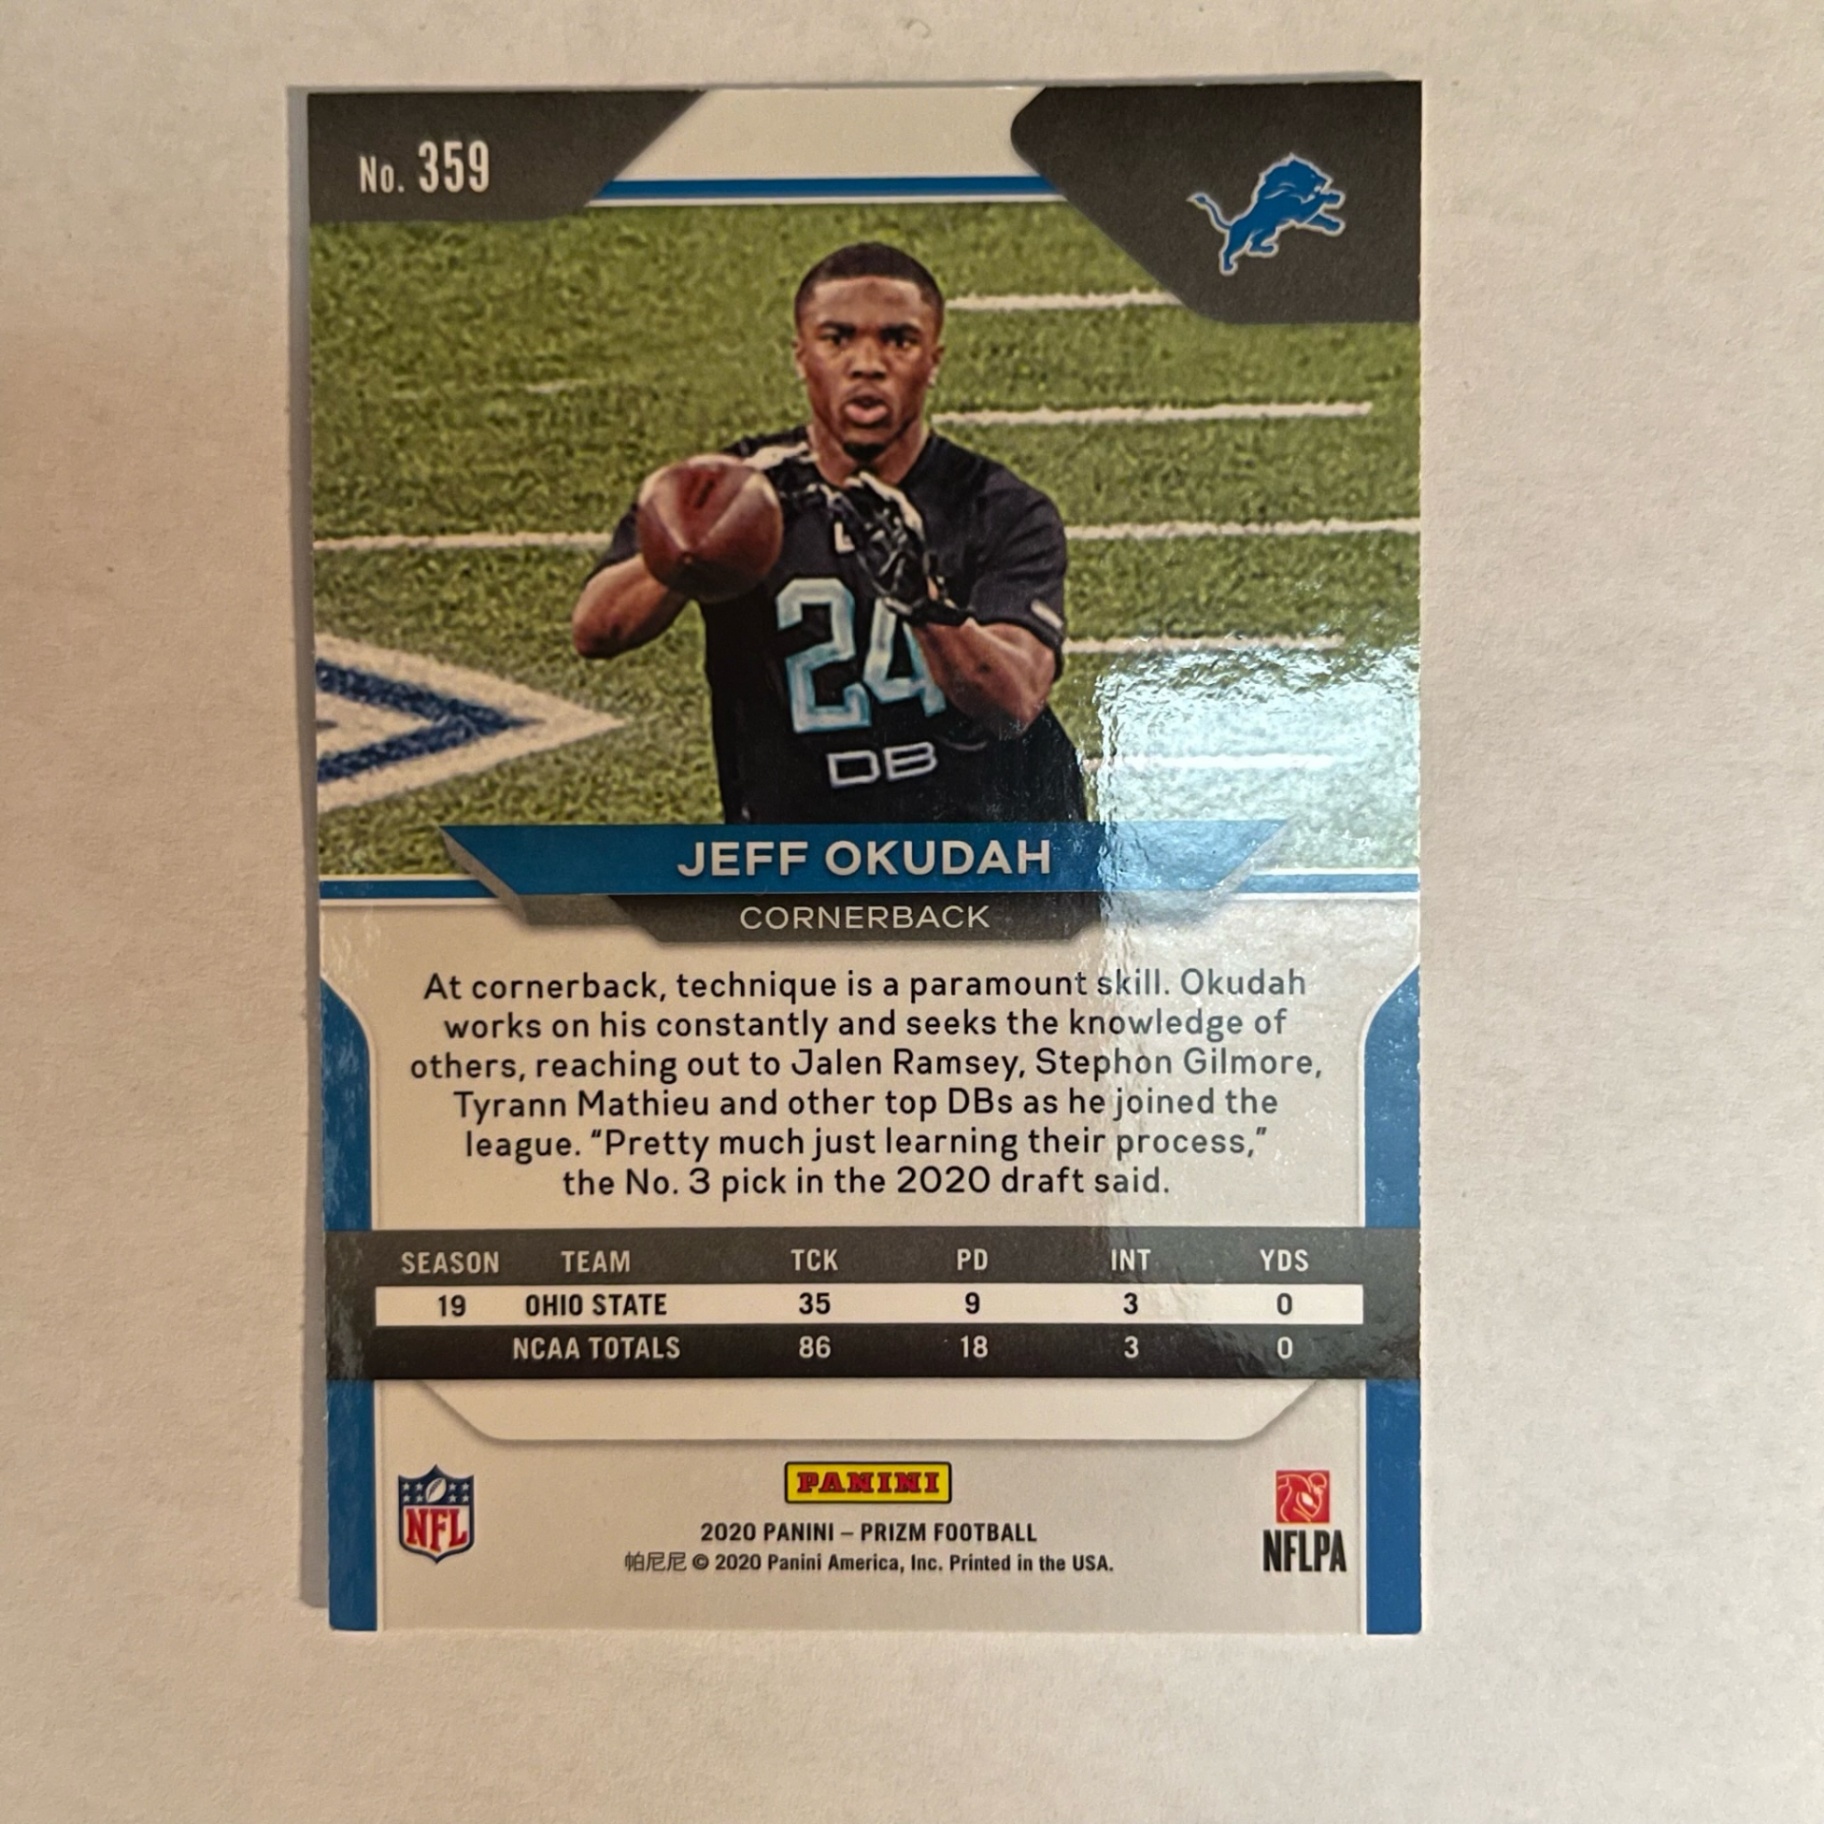 No. 359
24
DB
JEFF OKUDAH
CORNERBACK
At cornerback, technique is a paramount skill. Okudah
works on his constantly and seeks the knowledge of
others, reaching out to Jalen Ramsey, Stephon Gilmore,
Tyrann Mathieu and other top DBs as he joined the
league. “Pretty much just learning their process,”
the No. 3 pick in the 2020 draft said.
SEASON TEAM TCK PD INT YDS
19 OHIO STATE 35 9 3 0
NCAA TOTALS 86 18 3 0
NFL
PANINI
2020 PANINI – PRIZM FOOTBALL
帕尼尼 © 2020 Panini America, Inc. Printed in the USA.
NFLPA